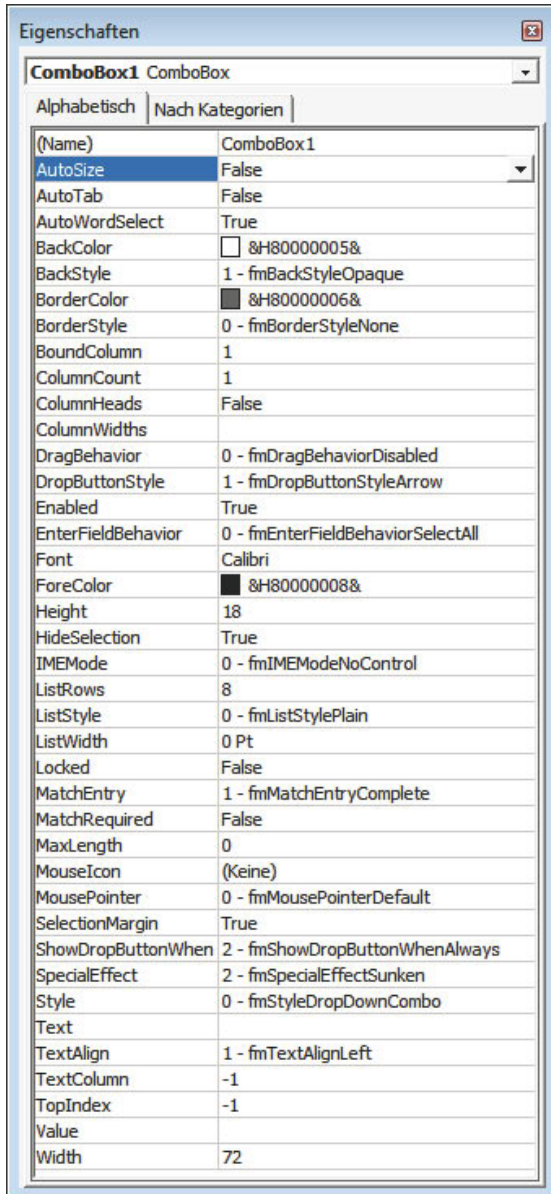 Eigenschaften
ComboBox1 ComboBox
Alphabetisch Nach Kategorien
(Name) ComboBox1
AutoSize False
AutoTab False
AutoWordSelect True
BackColor &H80000005&
BackStyle 1 - fmBackStyleOpaque
BorderColor &H80000006&
BorderStyle 0 - fmBorderStyleNone
BoundColumn 1
ColumnCount 1
ColumnHeads False
ColumnWidths
DragBehavior 0 - fmDragBehaviorDisabled
DropButtonStyle 1 - fmDropButtonStyleArrow
Enabled True
EnterFieldBehavior 0 - fmEnterFieldBehaviorSelectAll
Font Calibri
ForeColor &H80000008&
Height 18
HideSelection True
IMEMode 0 - fmIMEModeNoControl
ListRows 8
ListStyle 0 - fmListStylePlain
ListWidth 0 Pt
Locked False
MatchEntry 1 - fmMatchEntryComplete
MatchRequired False
MaxLength 0
MouseIcon (Keine)
MousePointer 0 - fmMousePointerDefault
SelectionMargin True
ShowDropButtonWhen 2 - fmShowDropButtonWhenAlways
SpecialEffect 2 - fmSpecialEffectSunken
Style 0 - fmStyleDropDownCombo
Text
TextAlign 1 - fmTextAlignLeft
TextColumn -1
TopIndex -1
Value
Width 72